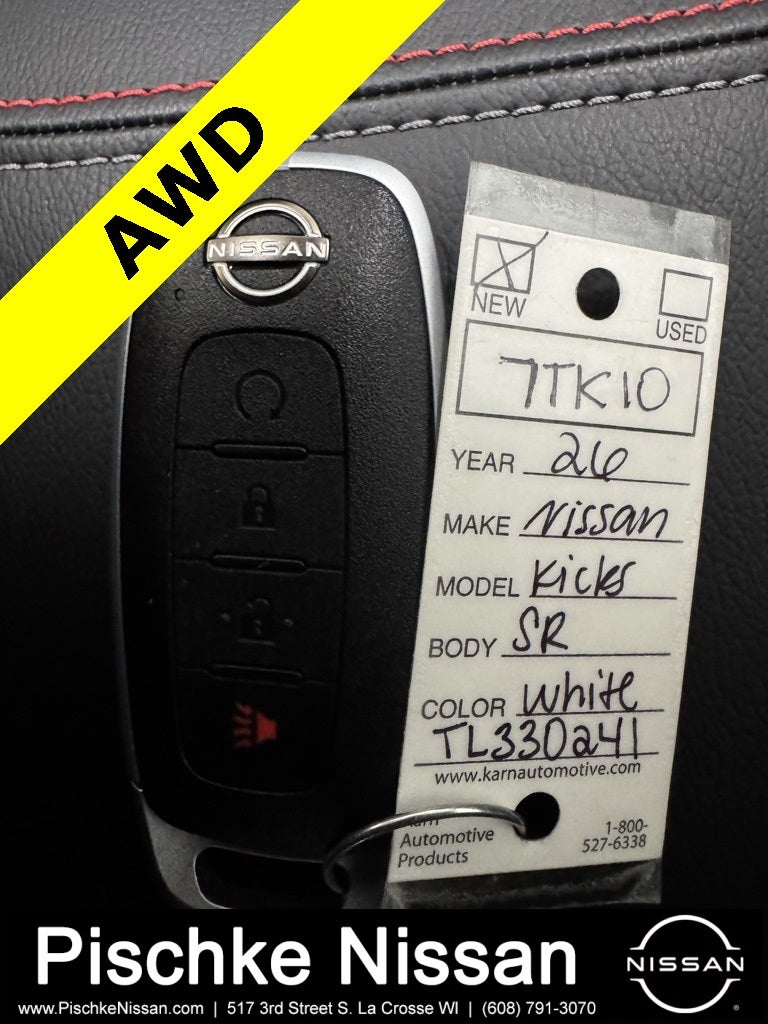 AWD
NISSAN
NEW
USED
7TK10
YEAR 26
MAKE Nissan
MODEL Kicks
BODY SR
COLOR White
TL330241
www.karnautomotive.com
Karn
Automotive
Products
1-800-
527-6338
Pischke Nissan
NISSAN
www.PischkeNissan.com | 517 3rd Street S. La Crosse WI | (608) 791-3070